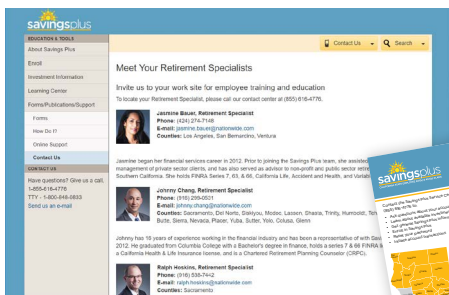 savingsplus
EDUCATION & TOOLS
About Savings Plus
Enroll
Investment Information
Learning Center
Forms/Publications/Support
Forms
How Do I?
Online Support
Contact Us
CONTACT US
Have questions? Give us a call.
1-855-616-4776
TTY - 1-800-848-0833
Send us an e-mail
Contact Us
Search
Meet Your Retirement Specialists
Invite us to your work site for employee training and education
To locate your Retirement Specialist, please call our contact center at (855) 616-4776.
Jasmine Bauer, Retirement Specialist
Phone: (424) 274-7148
E-mail: jasmine.bauer@nationwide.com
Counties: Los Angeles, San Bernardino, Ventura
Jasmine began her financial services career in 2012. Prior to joining the Savings Plus team, she assisted
management of private sector clients, and has also served as advisor to non-profit and public sector retire
Southern California. She holds FINRA Series 7, 63, & 66, California Life, Accident and Health, and Variable
Johnny Chang, Retirement Specialist
Phone: (916) 299-0531
E-mail: johnny.chang@nationwide.com
Counties: Sacramento, Del Norte, Siskiyou, Modoc, Lassen, Shasta, Trinity, Humboldt, Teh
Butte, Sierra, Nevada, Placer, Yuba, Sutter, Yolo, Colusa, Glenn,
Johnny has 18 years of experience working in the financial industry and has been a representative of with Sav
2012. He graduated from Columbia College with a Bachelor's degree in finance, holds a series 7 & 66 FINRA &
a California Health & Life Insurance license, and is a Chartered Retirement Planning Counselor (CRPC).
Ralph Hoskins, Retirement Specialist
Phone: (916) 538-7442
E-mail: ralph.hoskins@nationwide.com
Counties: Sacramento
savingsplus